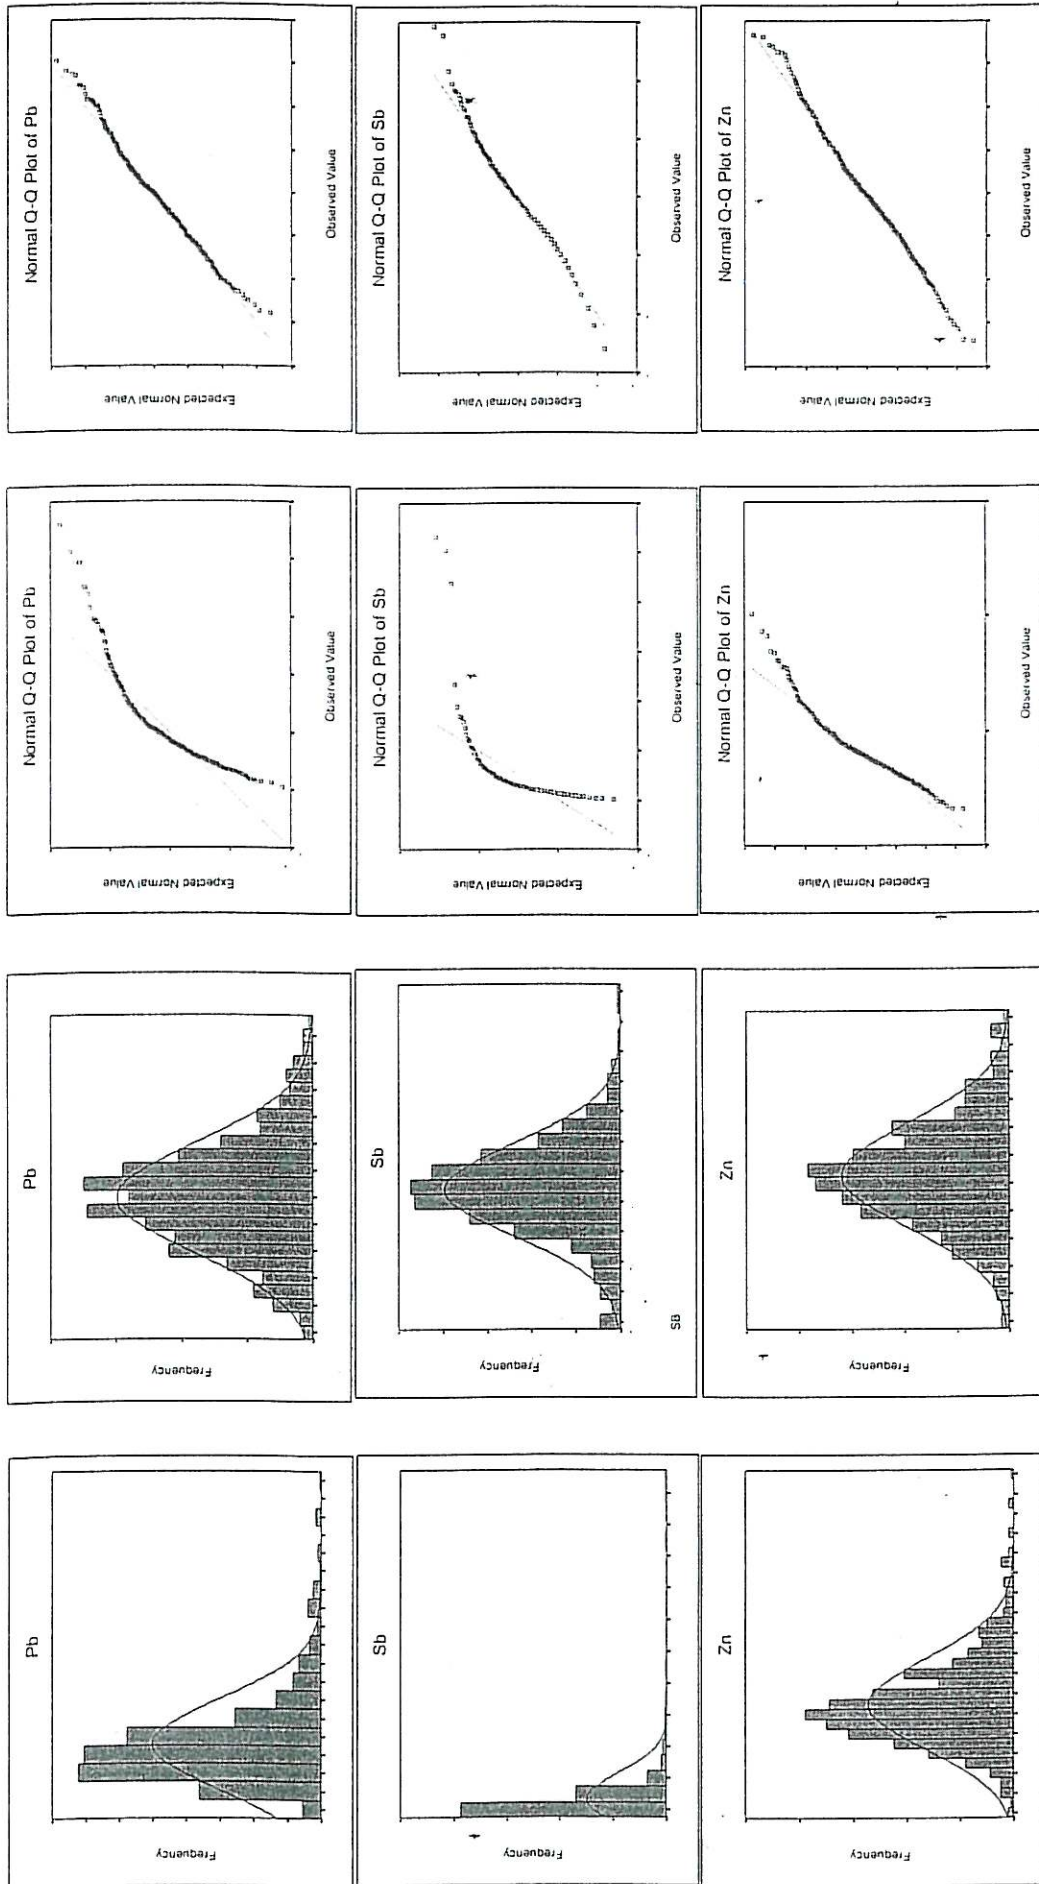 Normal Q-Q Plot of Pb
Expected Normal Value
Observed Value
Normal Q-Q Plot of Sb
Expected Normal Value
Observed Value
Normal Q-Q Plot of Zn
Expected Normal Value
Observed Value
Normal Q-Q Plot of Pb
Expected Normal Value
Observed Value
Normal Q-Q Plot of Sb
Expected Normal Value
Observed Value
Normal Q-Q Plot of Zn
Expected Normal Value
Observed Value
Pb
Frequency
Sb
Frequency
SB
Zn
Frequency
Pb
Frequency
Sb
Frequency
Zn
Frequency